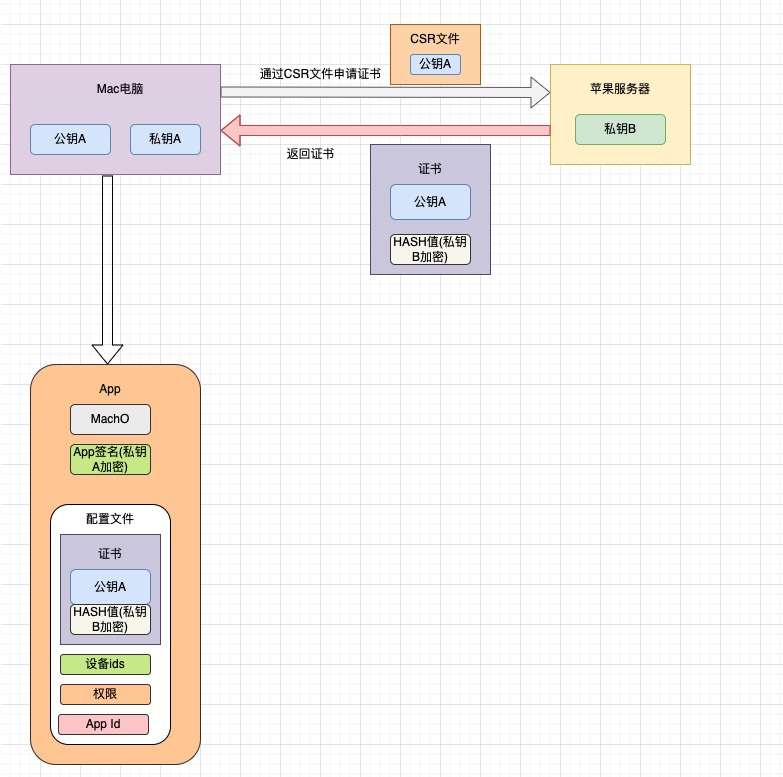 CSR文件
公钥A
通过CSR文件申请证书
Mac电脑
公钥A
私钥A
苹果服务器
私钥B
返回证书
证书
公钥A
HASH值(私钥
B加密)
App
MachO
App签名(私钥
A加密)
配置文件
证书
公钥A
HASH值(私钥
B加密)
设备ids
权限
App Id